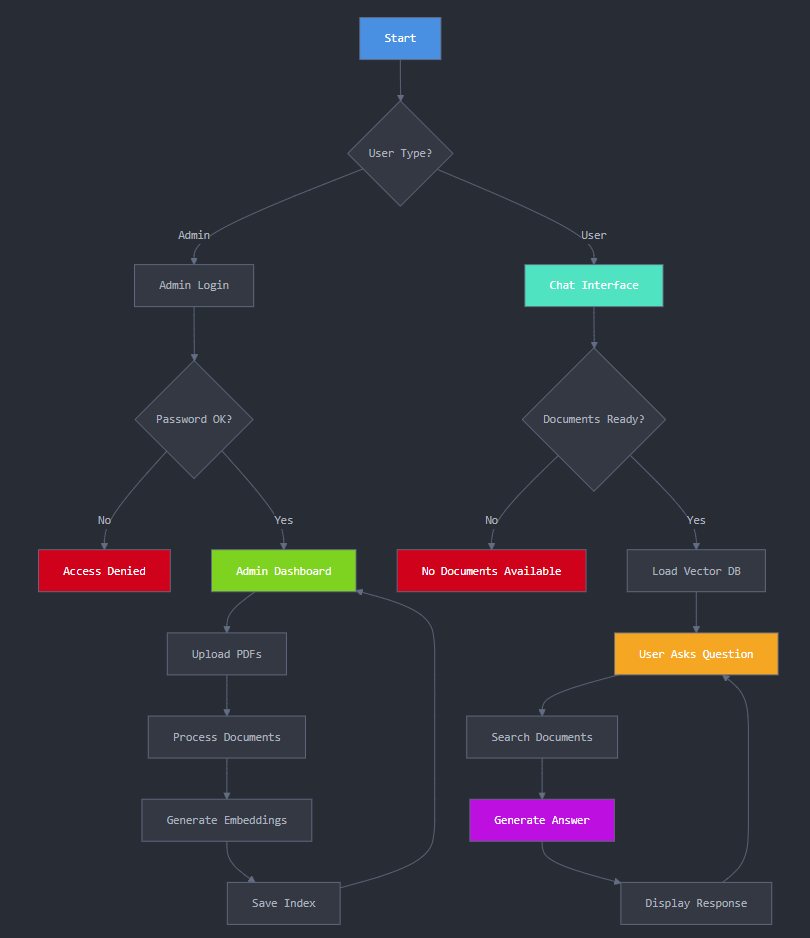 Start
User Type?
Admin
User
Admin Login
Chat Interface
Password OK?
Documents Ready?
No
Yes
No
Yes
Access Denied
Admin Dashboard
No Documents Available
Load Vector DB
Upload PDFs
User Asks Question
Process Documents
Search Documents
Generate Embeddings
Generate Answer
Save Index
Display Response